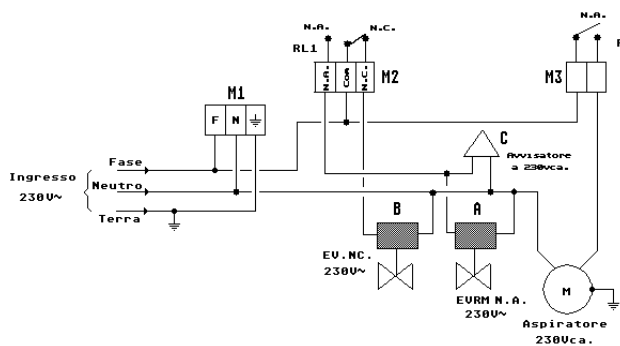 N.A.
N.C.
RL1
N.A.
Com
N.C.
M2
N.A.
M3
M1
F
N
C
Avvisatore
a 230vca.
Ingresso
230V~
Fase
Neutro
Terra
B
A
EV.NC.
230V~
EVRM N.A.
230V~
M
Aspiratore
230Vca.